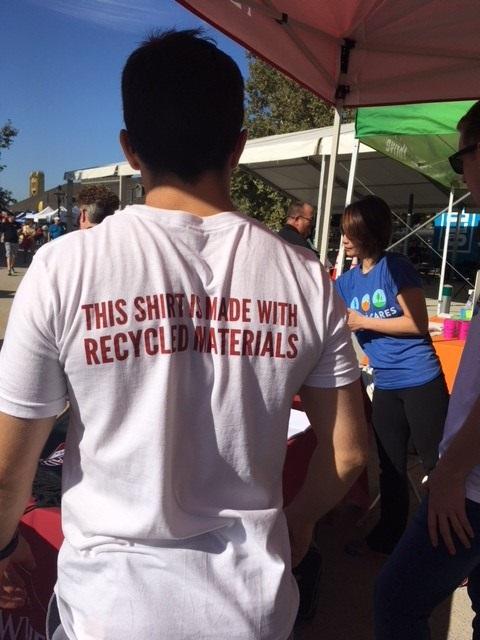 THIS SHIRT IS MADE WITH
RECYCLED MATERIALS
CARES